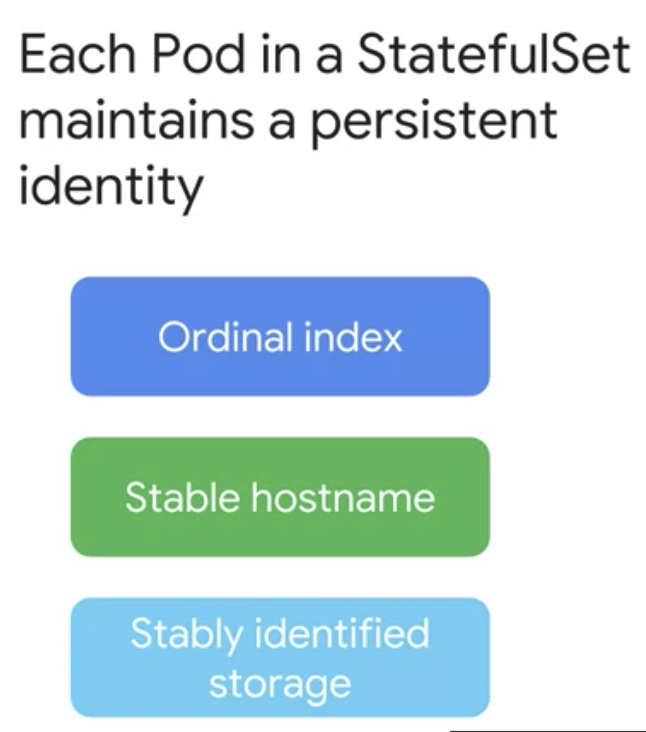 Each Pod in a StatefulSet
maintains a persistent
identity
Ordinal index
Stable hostname
Stably identified
storage